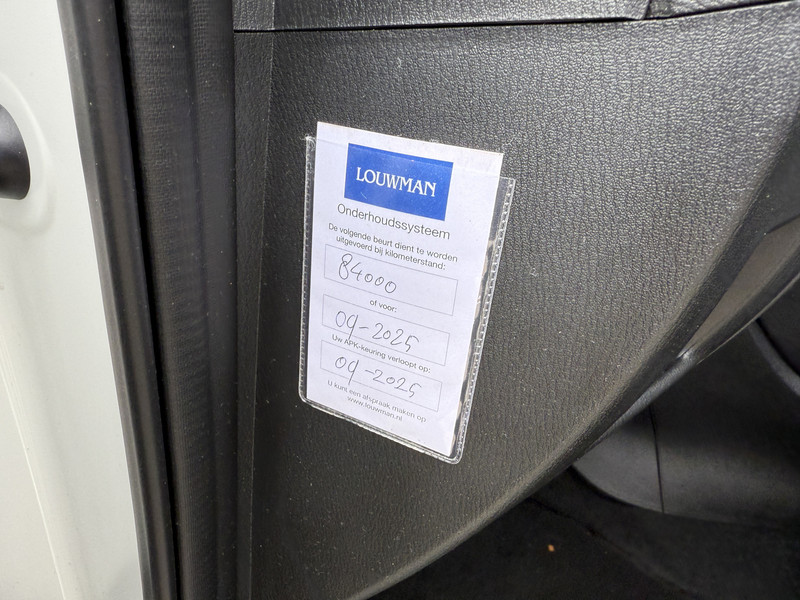 LOUWMAN
Onderhoudssysteem
De volgende beurt dient te worden
uitgevoerd bij kilometerstand:
84000
of voor:
09-2025
Uw APK-keuring verloopt op:
09-2025
U kunt een afspraak maken op
www.louwman.nl